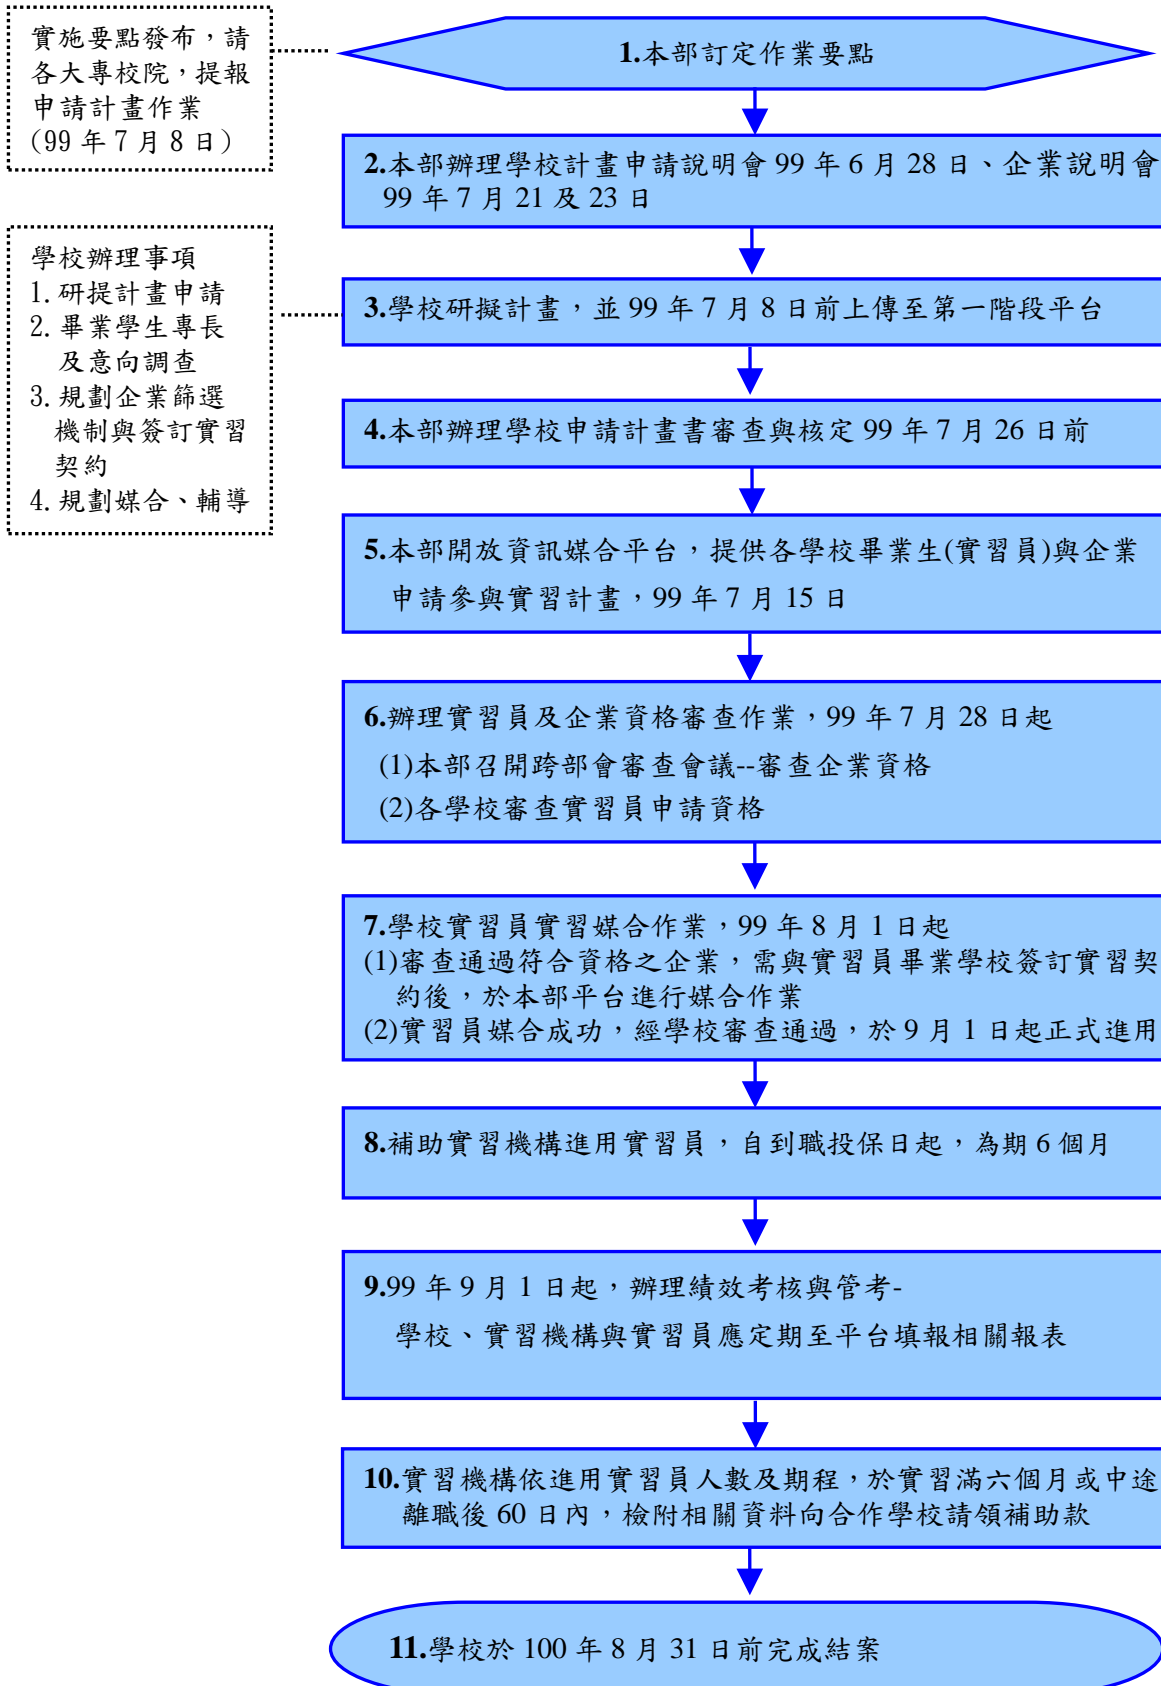 實施要點發布，請
各大專校院，提報
申請計畫作業
(99 年 7 月 8 日)
1.本部訂定作業要點
2.本部辦理學校計畫申請說明會 99 年 6 月 28 日、企業說明會
99 年 7 月 21 及 23 日
學校辦理事項
1.研提計畫申請
2.畢業學生專長
及意向調查
3.規劃企業篩選
機制與簽訂實習
契約
4.規劃媒合、輔導
3.學校研擬計畫，並 99 年 7 月 8 日前上傳至第一階段平台
4.本部辦理學校申請計畫書審查與核定 99 年 7 月 26 日前
5.本部開放資訊媒合平台，提供各學校畢業生(實習員)與企業
申請參與實習計畫，99 年 7 月 15 日
6.辦理實習員及企業資格審查作業，99 年 7 月 28 日起
(1)本部召開跨部會審查會議--審查企業資格
(2)各學校審查實習員申請資格
7.學校實習員實習媒合作業，99 年 8 月 1 日起
(1)審查通過符合資格之企業，需與實習員畢業學校簽訂實習契
約後，於本部平台進行媒合作業
(2)實習員媒合成功，經學校審查通過，於 9 月 1 日起正式進用
8.補助實習機構進用實習員，自到職投保日起，為期 6 個月
9.99 年 9 月 1 日起，辦理績效考核與管考-
學校、實習機構與實習員應定期至平台填報相關報表
10.實習機構依進用實習員人數及期程，於實習滿六個月或中途
離職後 60 日內，檢附相關資料向合作學校請領補助款
11.學校於 100 年 8 月 31 日前完成結案